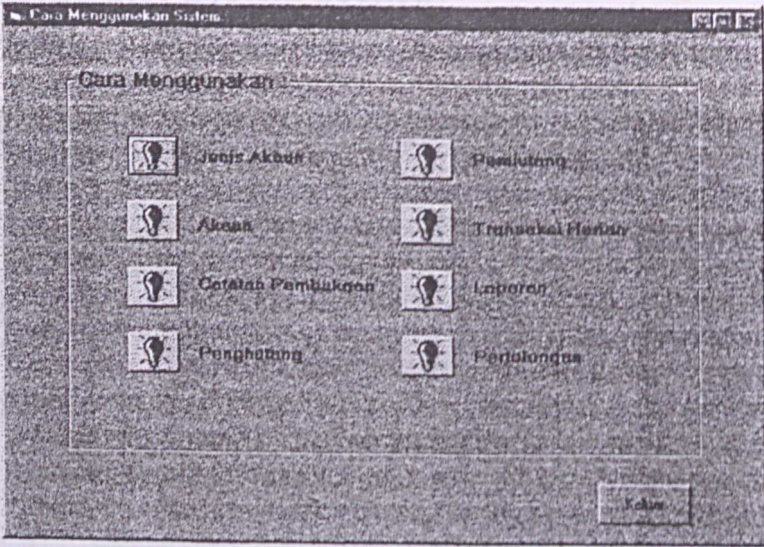 Cara Menggunakan Sistem
Cara Menggunakan :
Jenis Akaun
Pemiutang
Akaun
Transaksi Harian
Catatan Pembukaan
Laporan
Penghutang
Pertolongan
Keluar